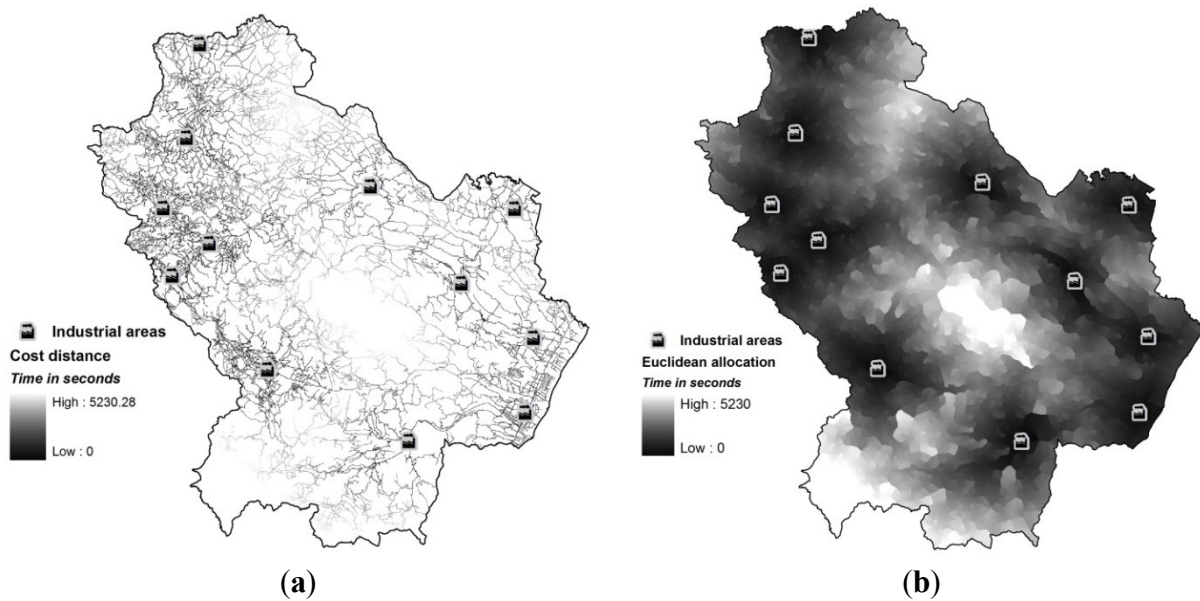 Industrial areas
Cost distance
Time in seconds
High : 5230.28
Low : 0
(a)
Industrial areas
Euclidean allocation
Time in seconds
High : 5230
Low : 0
(b)